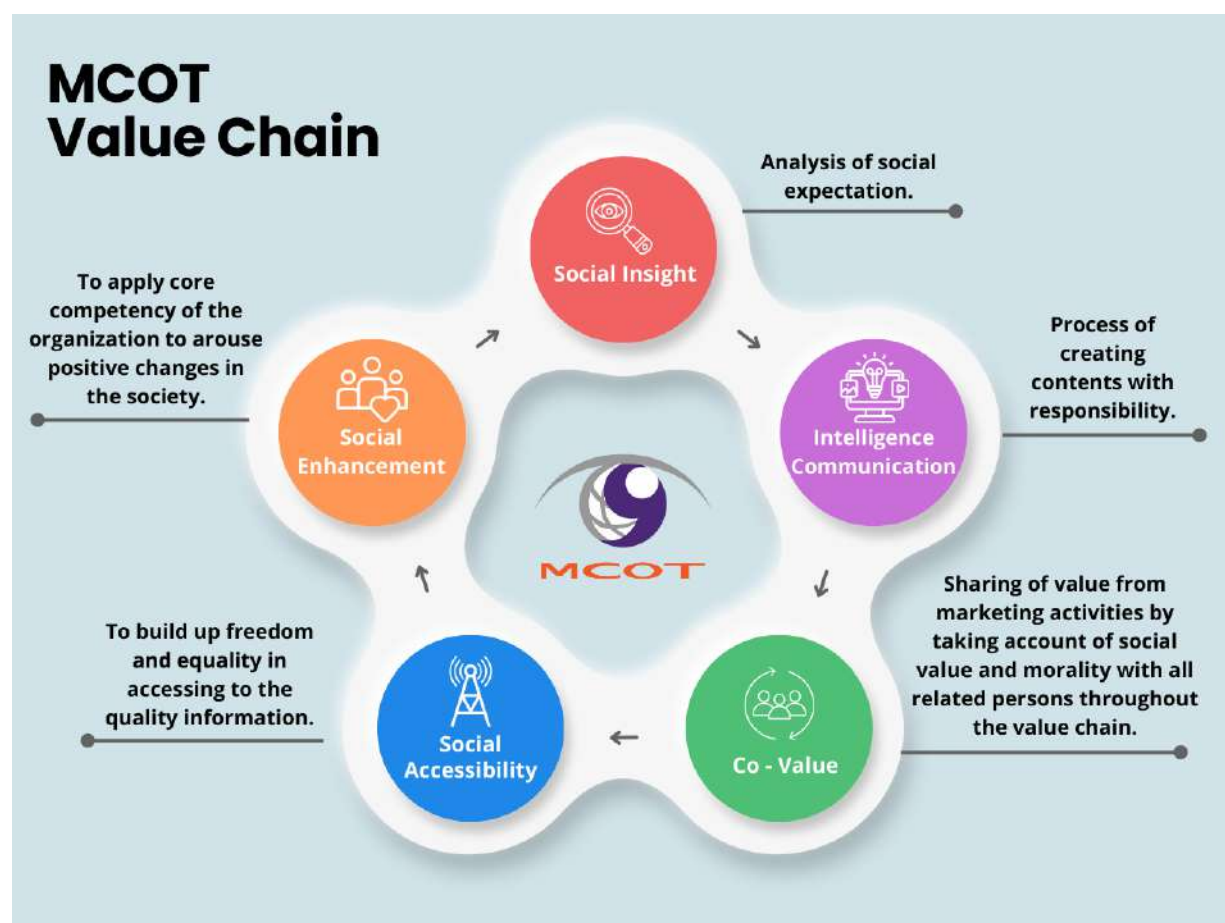 MCOT
Value Chain
Analysis of social
expectation.
Social Insight
To apply core
competency of the
organization to arouse
positive changes in
the society.
Process of
creating
contents with
responsibility.
Social
Enhancement
Intelligence
Communication
MCOT
Sharing of value from
marketing activities by
taking account of social
value and morality with all
related persons throughout
the value chain.
To build up freedom
and equality in
accessing to the
quality information.
Social
Accessibility
Co - Value